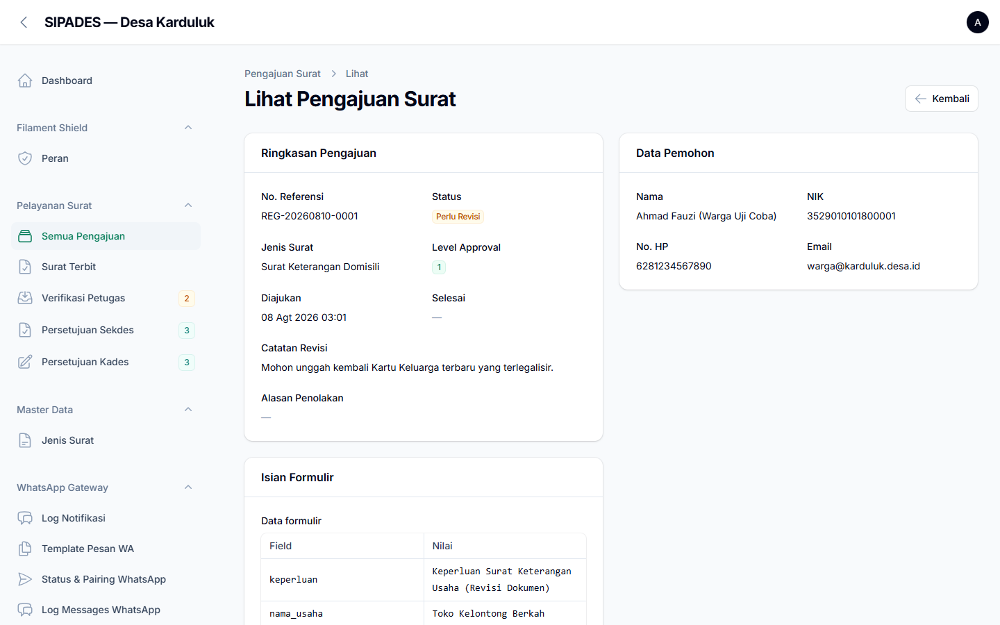 SIPADES — Desa Karduluk
A
Dashboard
Filament Shield
Peran
Pelayanan Surat
Semua Pengajuan
Surat Terbit
Verifikasi Petugas 2
Persetujuan Sekdes 3
Persetujuan Kades 3
Master Data
Jenis Surat
WhatsApp Gateway
Log Notifikasi
Template Pesan WA
Status & Pairing WhatsApp
Log Messages WhatsApp
Pengajuan Surat > Lihat
Lihat Pengajuan Surat
Kembali
Ringkasan Pengajuan
No. Referensi
REG-20260810-0001
Status
Perlu Revisi
Jenis Surat
Surat Keterangan Domisili
Level Approval
1
Diajukan
08 Agt 2026 03:01
Selesai
—
Catatan Revisi
Mohon unggah kembali Kartu Keluarga terbaru yang terlegalisir.
Alasan Penolakan
—
Data Pemohon
Nama
Ahmad Fauzi (Warga Uji Coba)
NIK
3529010101800001
No. HP
6281234567890
Email
warga@karduluk.desa.id
Isian Formulir
Data formulir
Field Nilai
keperluan
Keperluan Surat Keterangan
Usaha (Revisi Dokumen)
nama_usaha
Toko Kelontong Berkah